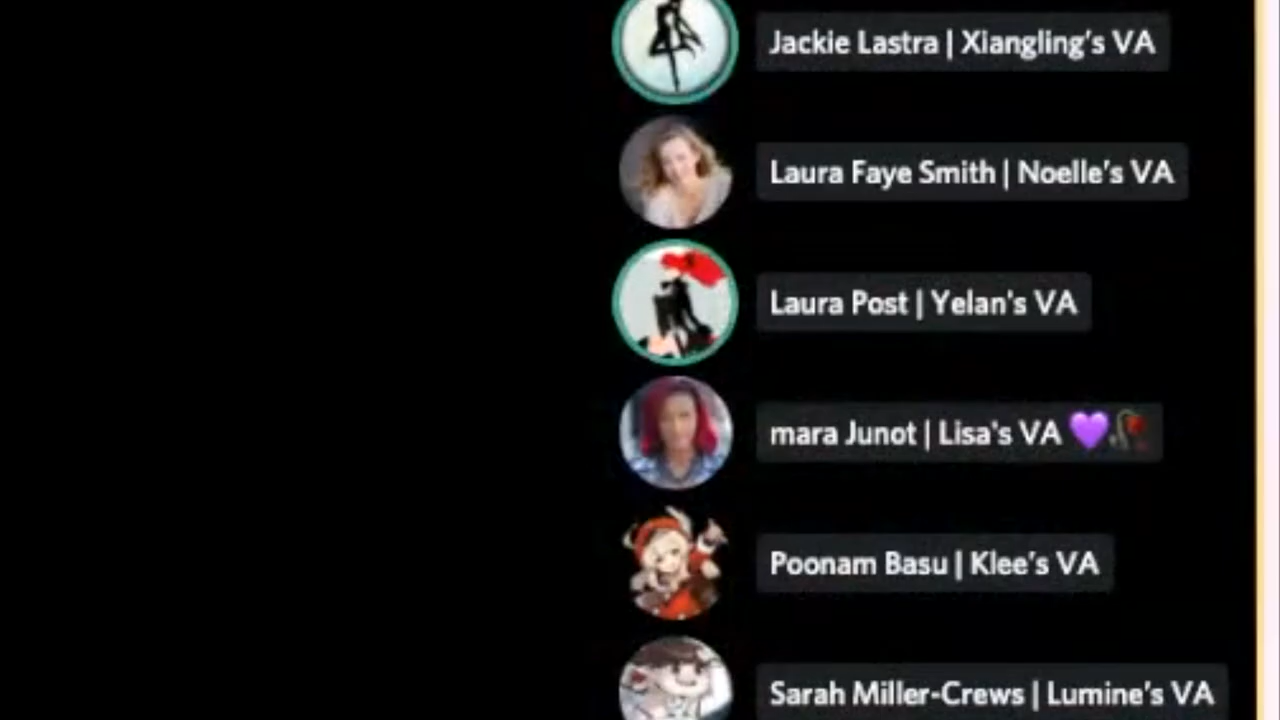 Jackie Lastra | Xiangling's VA
Laura Faye Smith | Noelle's VA
Laura Post | Yelan's VA
mara Junot | Lisa's VA 💜🥀
Poonam Basu | Klee's VA
Sarah Miller-Crews | Lumine's VA